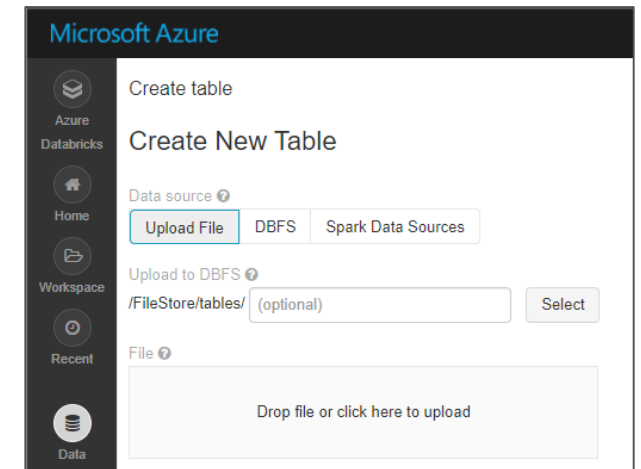 Microsoft Azure
Azure
Databricks
Home
Workspace
Recent
Data
Create table
Create New Table
Data source
Upload File DBFS Spark Data Sources
Upload to DBFS
/FileStore/tables/ (optional) Select
File
Drop file or click here to upload